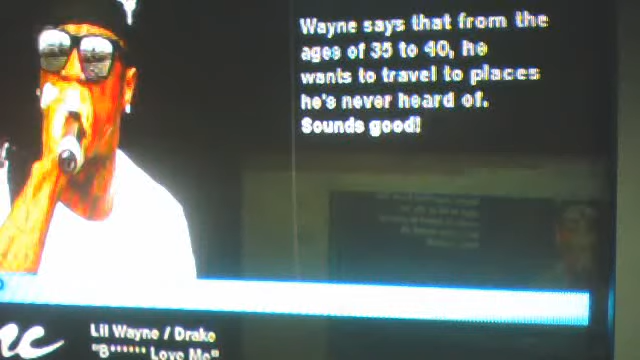 Wayne says that from the
ages of 35 to 40, he
wants to travel to places
he's never heard of.
Sounds good!
Lil Wayne / Drake
"B****** Love Me"